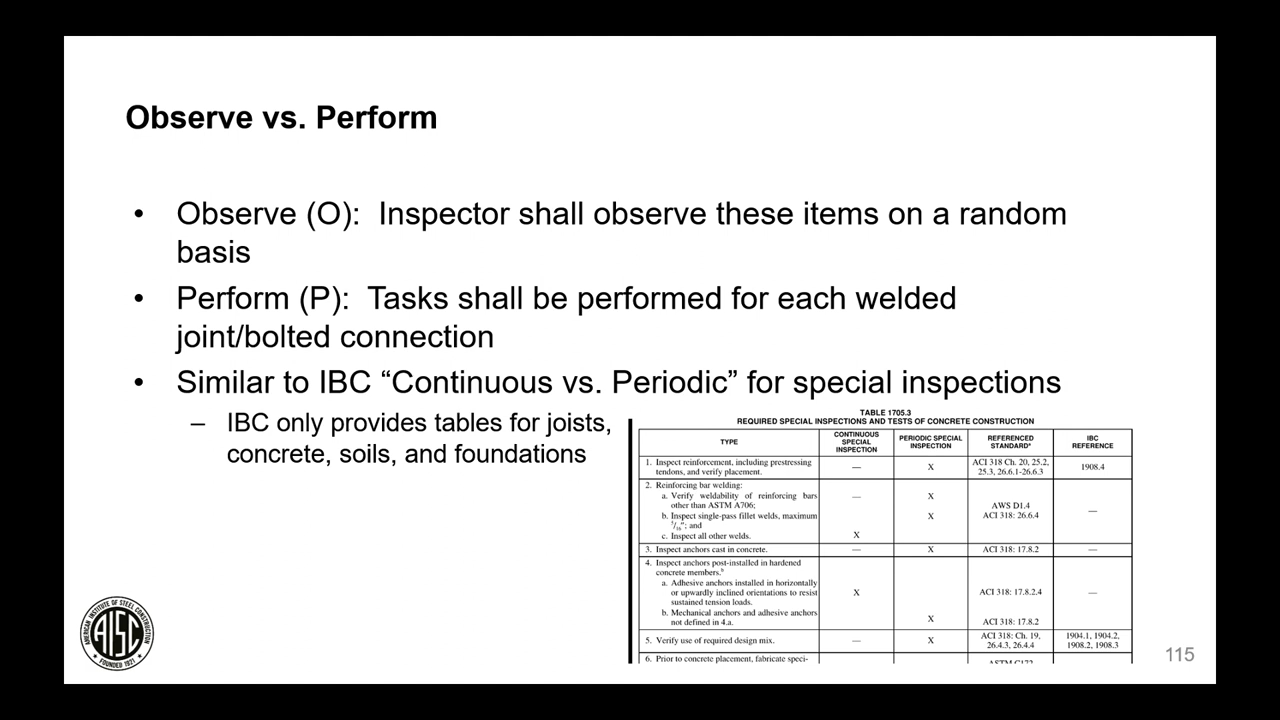 Observe vs. Perform
• Observe (O): Inspector shall observe these items on a random
basis
• Perform (P): Tasks shall be performed for each welded
joint/bolted connection
• Similar to IBC “Continuous vs. Periodic” for special inspections
– IBC only provides tables for joists,
concrete, soils, and foundations
TABLE 1705.3
REQUIRED SPECIAL INSPECTIONS AND TESTS OF CONCRETE CONSTRUCTION
TYPE
CONTINUOUS
SPECIAL
INSPECTION
PERIODIC SPECIAL
INSPECTION
REFERENCED
STANDARDᵃ
IBC
REFERENCE
1. Inspect reinforcement, including prestressing
tendons, and verify placement.
—
X
ACI 318 Ch. 20, 25.2,
25.3, 26.6.1-26.6.3
1908.4
2. Reinforcing bar welding:
a. Verify weldability of reinforcing bars
other than ASTM A706;
— X
b. Inspect single-pass fillet welds, maximum
5/16″; and
X
c. Inspect all other welds.
X
AWS D1.4
ACI 318: 26.6.4
—
3. Inspect anchors cast in concrete.
—
X
ACI 318: 17.8.2
—
4. Inspect anchors post-installed in hardened
concrete members.ᵇ
a. Adhesive anchors installed in horizontally
or upwardly inclined orientations to resist
sustained tension loads.
X
ACI 318: 17.8.2.4
—
b. Mechanical anchors and adhesive anchors
not defined in 4.a.
X
ACI 318: 17.8.2
5. Verify use of required design mix.
—
X
ACI 318: Ch. 19,
26.4.3, 26.4.4
1904.1, 1904.2,
1908.2, 1908.3
6. Prior to concrete placement, fabricate speci-
ASTM C172
AMERICAN INSTITUTE OF STEEL CONSTRUCTION
AISC
FOUNDED 1921
115